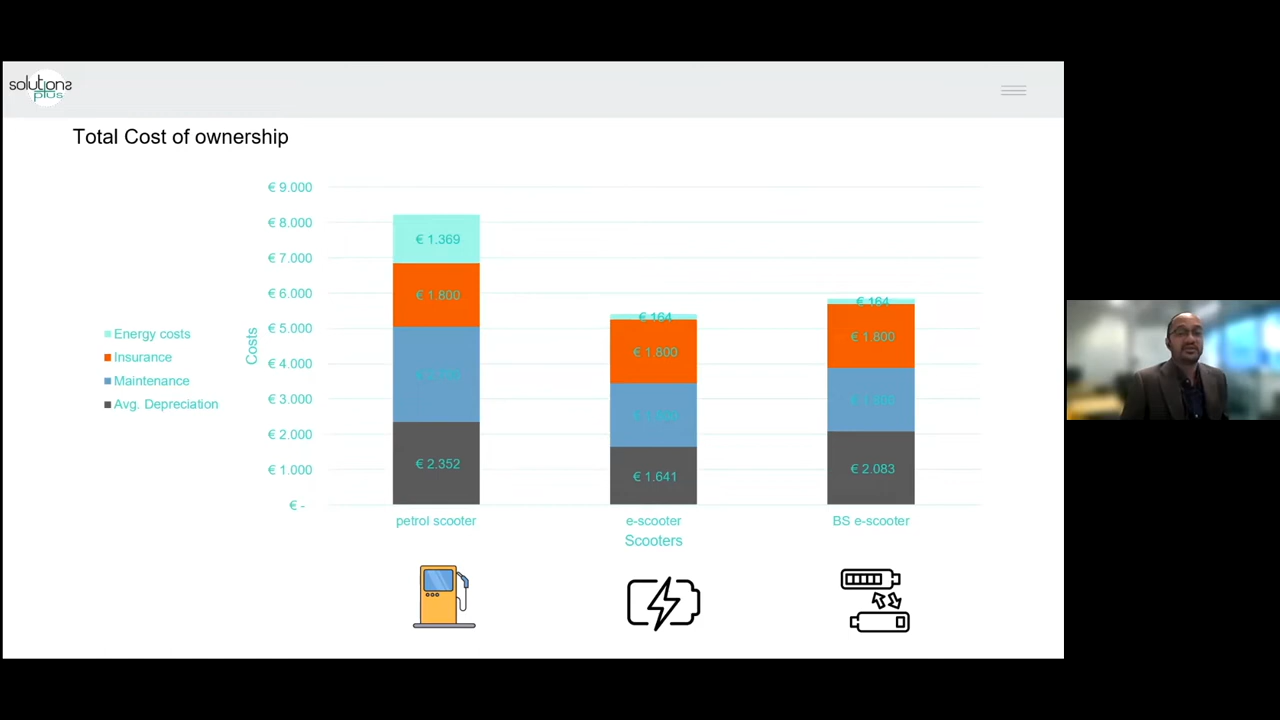 solutions
plus
Total Cost of ownership
€ 9.000
€ 8.000
€ 7.000
€ 6.000
€ 5.000
€ 4.000
€ 3.000
€ 2.000
€ 1.000
€ -
Costs
Energy costs
Insurance
Maintenance
Avg. Depreciation
€ 1.369
€ 1.800
€ 2.352
€ 164
€ 1.800
€ 1.641
€ 164
€ 1.800
€ 1.800
€ 2.083
petrol scooter
e-scooter
BS e-scooter
Scooters